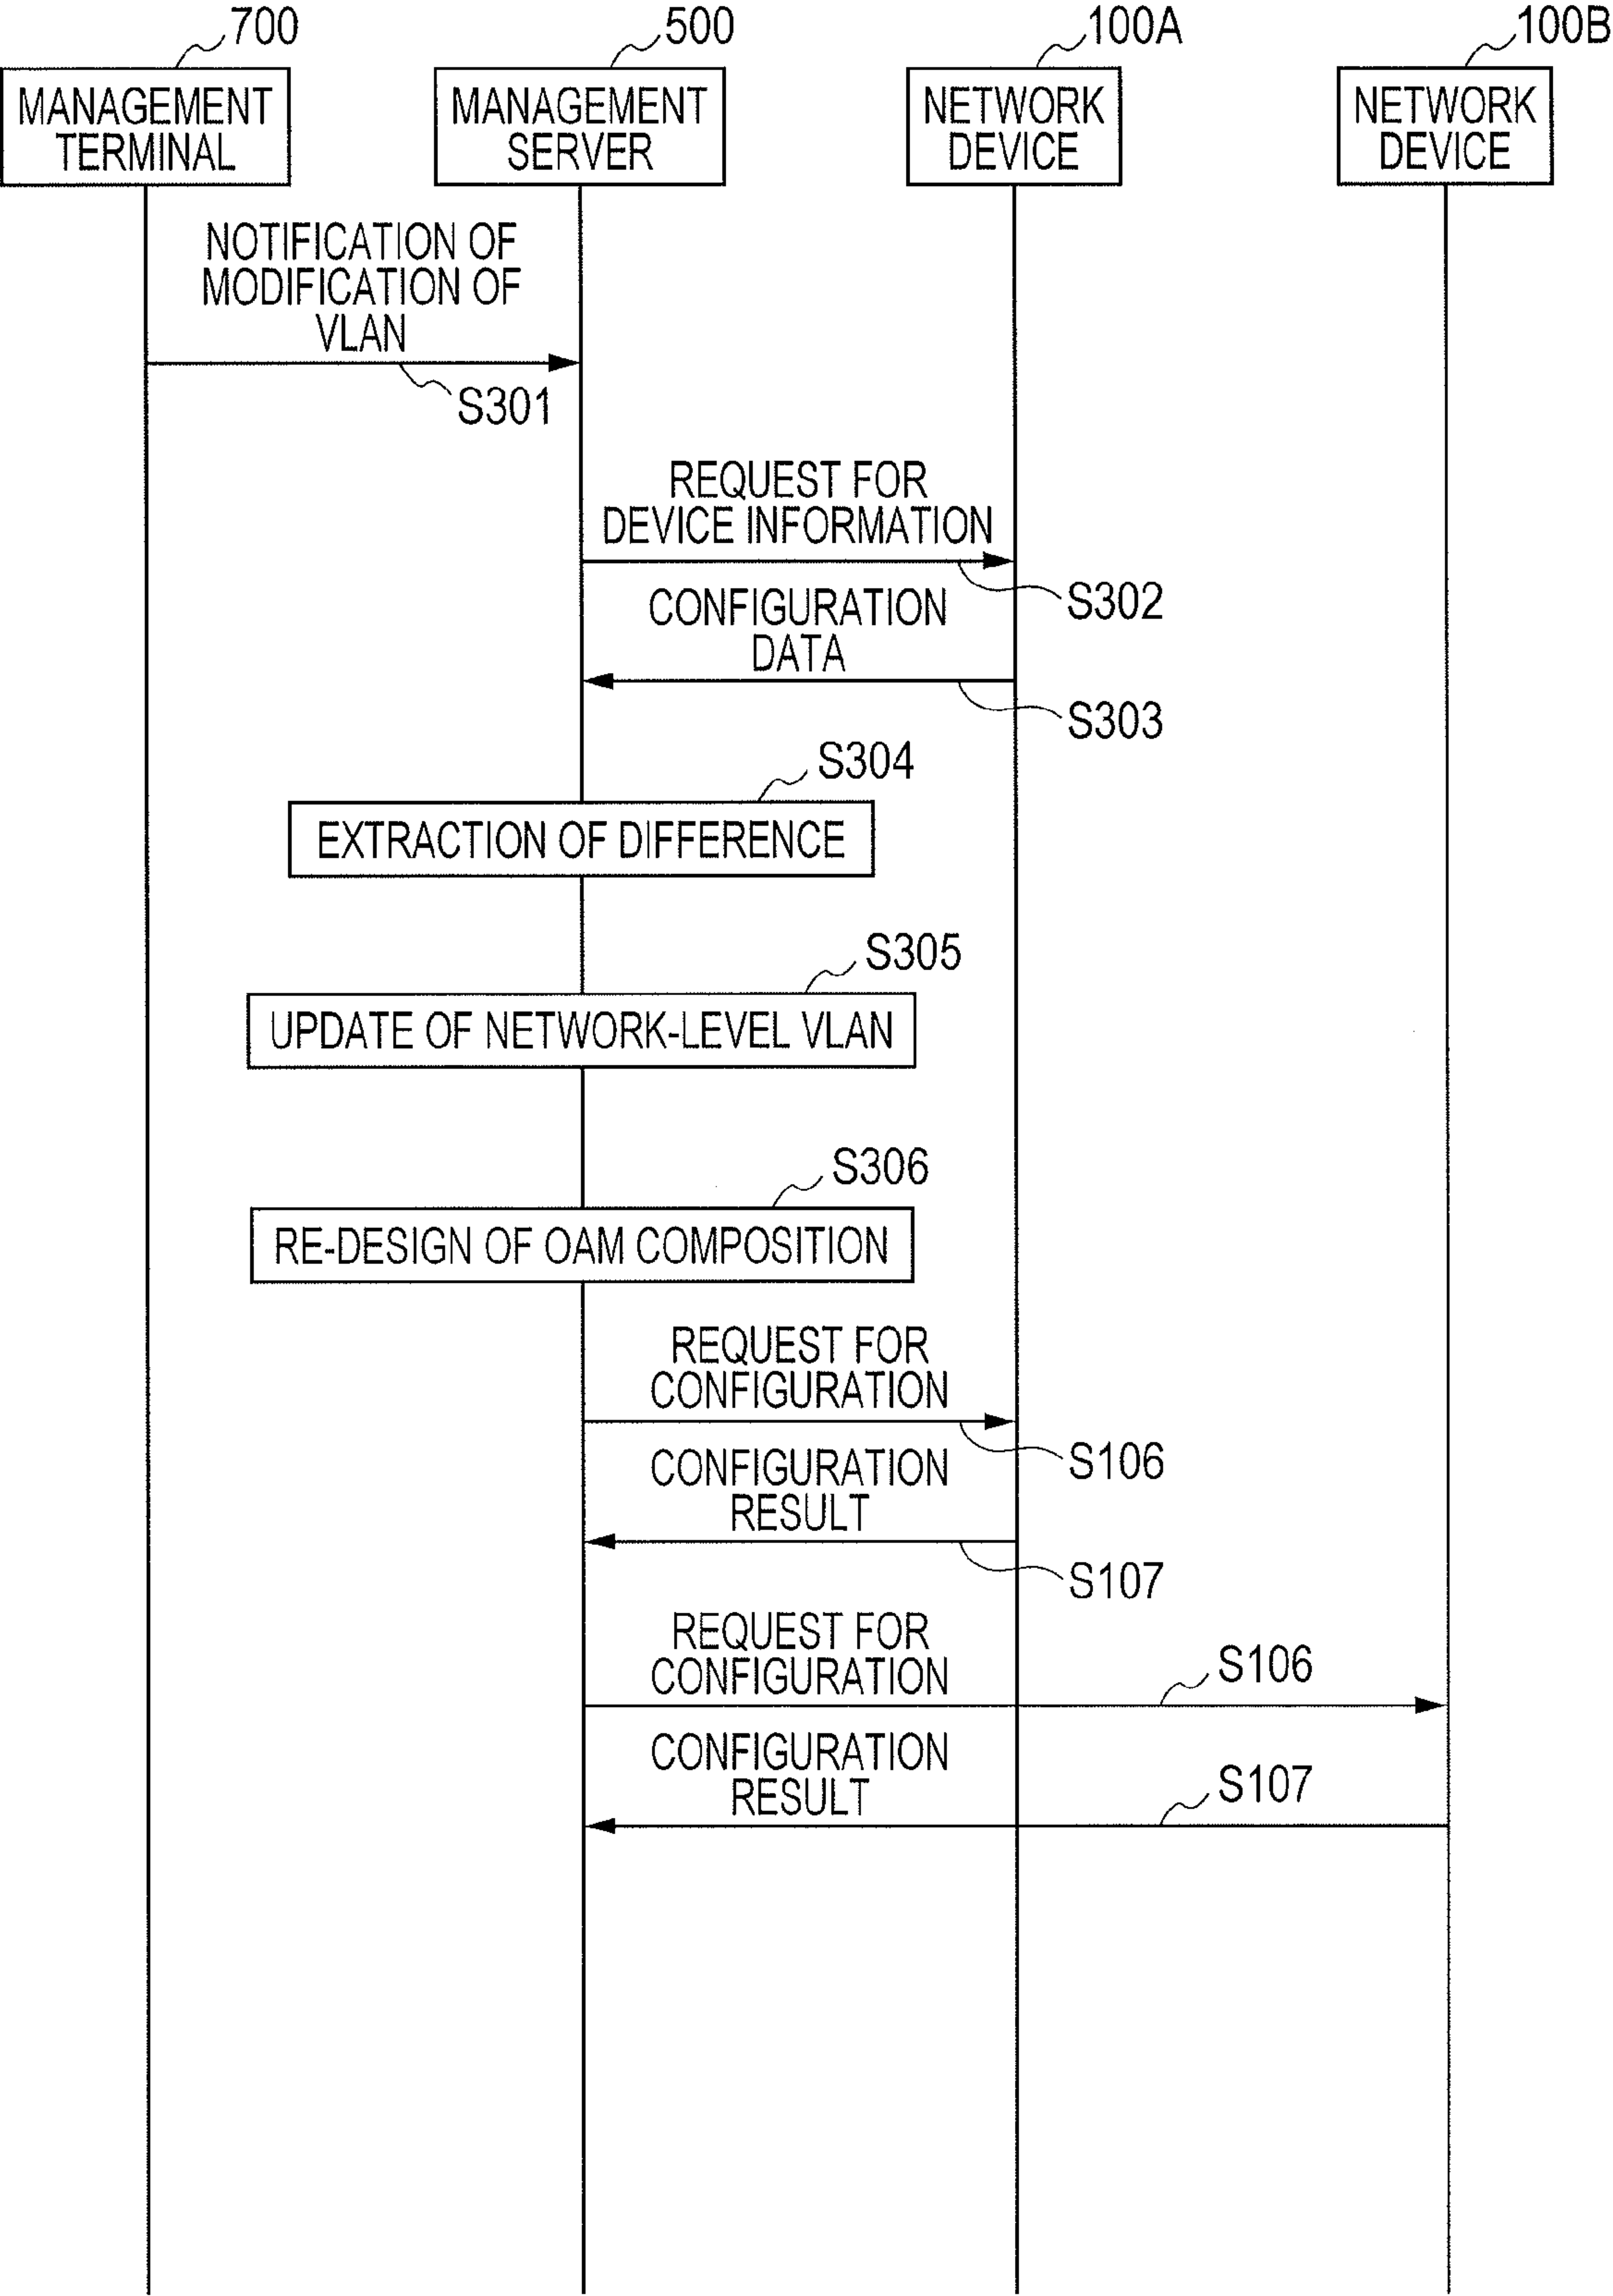 700
500
100A
100B
MANAGEMENT
TERMINAL
MANAGEMENT
SERVER
NETWORK
DEVICE
NETWORK
DEVICE
NOTIFICATION OF
MODIFICATION OF
VLAN
S301
REQUEST FOR
DEVICE INFORMATION
S302
CONFIGURATION
DATA
S303
S304
EXTRACTION OF DIFFERENCE
S305
UPDATE OF NETWORK-LEVEL VLAN
S306
RE-DESIGN OF OAM COMPOSITION
REQUEST FOR
CONFIGURATION
S106
CONFIGURATION
RESULT
S107
REQUEST FOR
CONFIGURATION
S106
CONFIGURATION
RESULT
S107